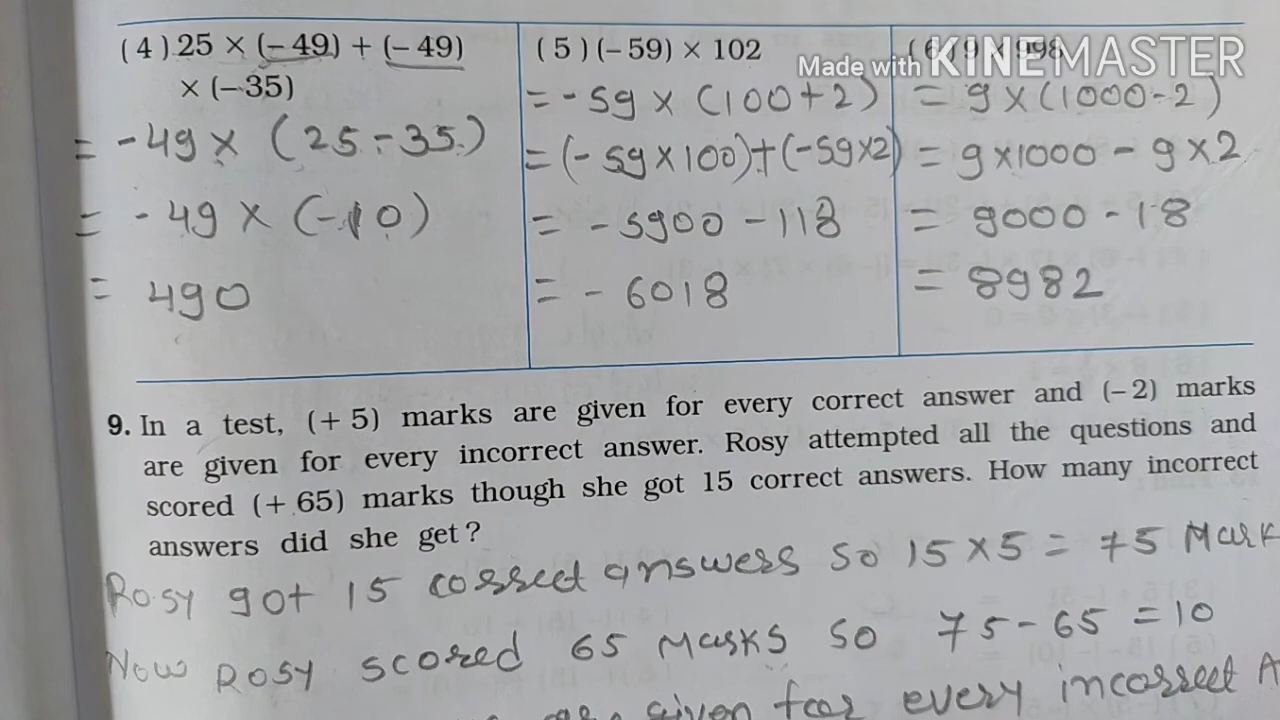 (4) 25 × (– 49) + (– 49)
× (–35)
= -49 × (25-35)
= -49 × (-10)
= 490
(5) (– 59) × 102
= -59 × (100+2)
= (-59×100)+(-59×2)
= -5900 -118
= - 6018
998
Made with KINEMASTER
= 9×(1000-2)
= 9×1000 - 9×2
= 9000 -18
= 8982
9. In a test, (+ 5) marks are given for every correct answer and (– 2) marks
are given for every incorrect answer. Rosy attempted all the questions and
scored (+ 65) marks though she got 15 correct answers. How many incorrect
answers did she get?
Rosy got 15 correct answers so 15×5 = 75 Mark
Now Rosy scored 65 Marks so 75-65 =10
given for every incorrect A